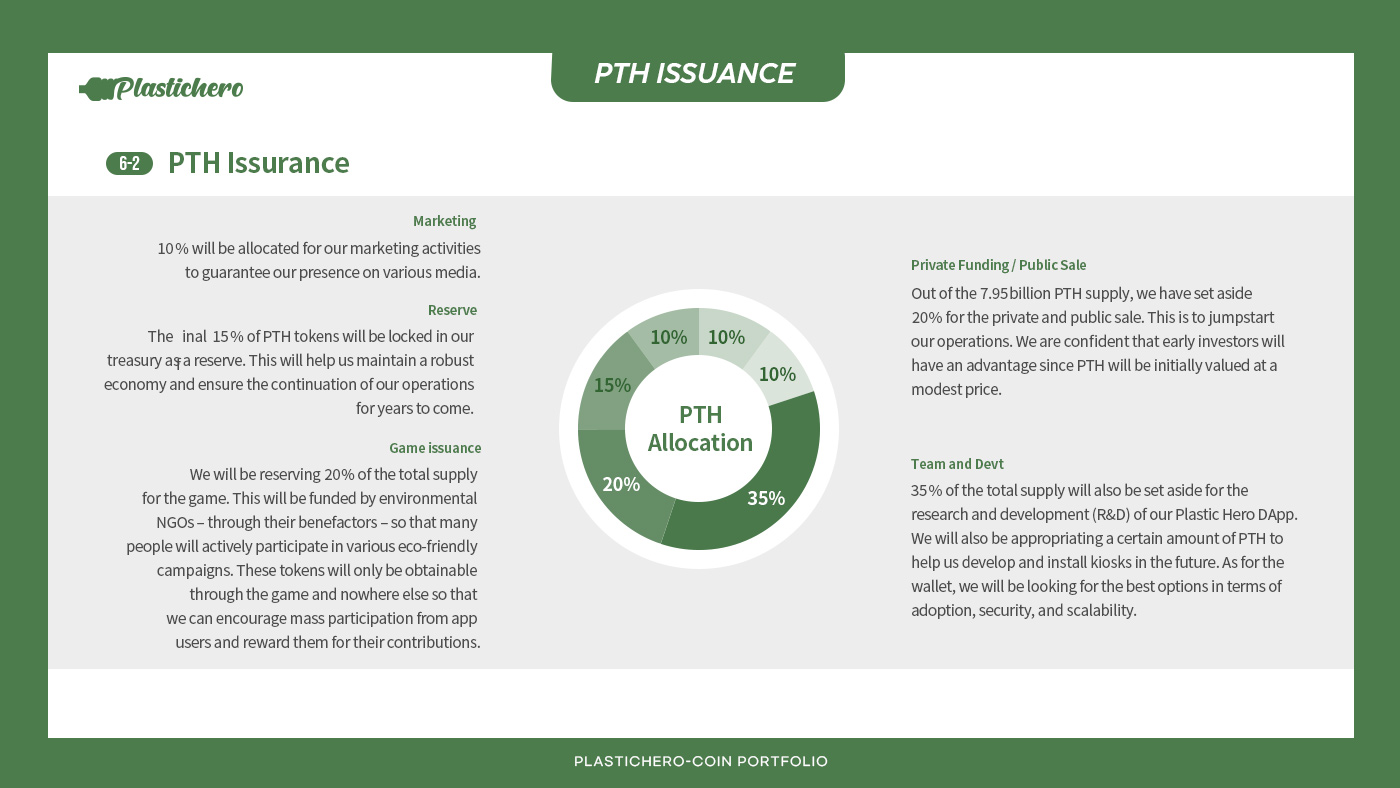 PTH ISSUANCE
Plastichero
6-2 PTH Issurance
Marketing
10% will be allocated for our marketing activities
to guarantee our presence on various media.
Reserve
The inal 15% of PTH tokens will be locked in our
treasury as a reserve. This will help us maintain a robust
economy and ensure the continuation of our operations
for years to come.
Game issuance
We will be reserving 20% of the total supply
for the game. This will be funded by environmental
NGOs – through their benefactors – so that many
people will actively participate in various eco-friendly
campaigns. These tokens will only be obtainable
through the game and nowhere else so that
we can encourage mass participation from app
users and reward them for their contributions.
10%
10%
10%
15%
PTH
Allocation
20%
35%
Private Funding / Public Sale
Out of the 7.95billion PTH supply, we have set aside
20% for the private and public sale. This is to jumpstart
our operations. We are confident that early investors will
have an advantage since PTH will be initially valued at a
modest price.
Team and Devt
35% of the total supply will also be set aside for the
research and development (R&D) of our Plastic Hero DApp.
We will also be appropriating a certain amount of PTH to
help us develop and install kiosks in the future. As for the
wallet, we will be looking for the best options in terms of
adoption, security, and scalability.
PLASTICHERO-COIN PORTFOLIO